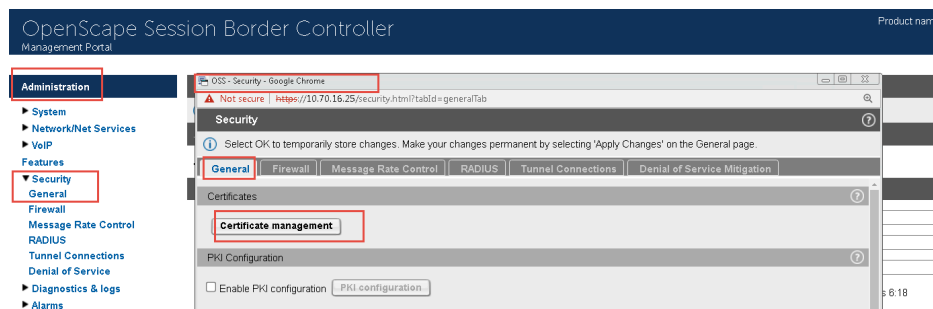 OpenScape Session Border Controller
Management Portal
Product nam
Administration
System
Network/Net Services
VoIP
Features
Security
General
Firewall
Message Rate Control
RADIUS
Tunnel Connections
Denial of Service
Diagnostics & logs
Alarms
OSS - Security - Google Chrome
Not secure https://10.70.16.25/security.html?tabId=generalTab
Security
Select OK to temporarily store changes. Make your changes permanent by selecting 'Apply Changes' on the General page.
General Firewall Message Rate Control RADIUS Tunnel Connections Denial of Service Mitigation
Certificates
Certificate management
PKI Configuration
Enable PKI configuration PKI configuration
s 6:18